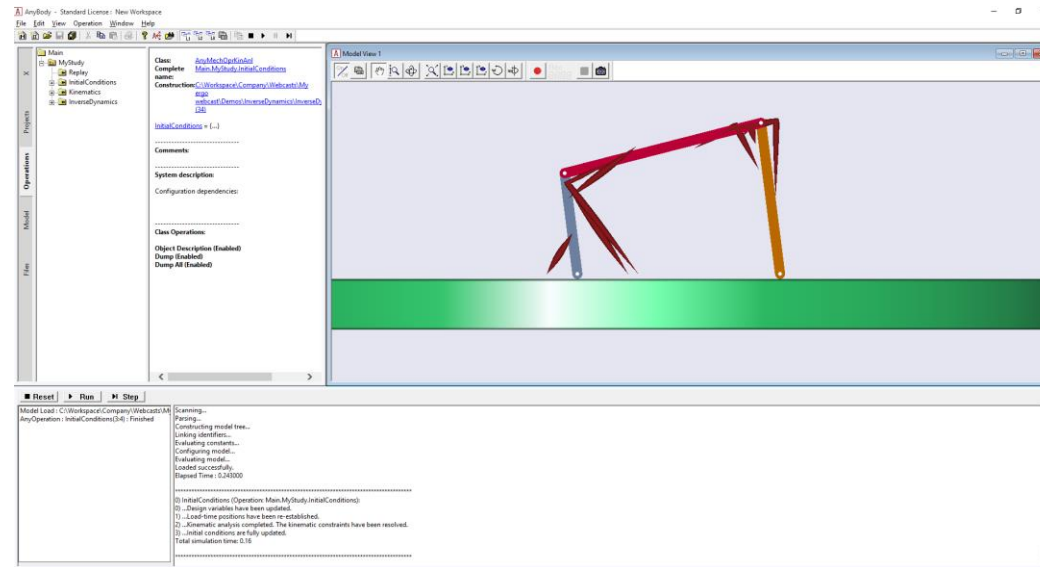 AnyBody - Standard License: New Workspace
File Edit View Operation Window Help
Main
MyStudy
Replay
InitialConditions
Kinematics
InverseDynamics
Projects
Operations
Model
Files
Class: AnyMechOprKinAnl
Complete name: Main.MyStudy.InitialConditions
Construction: C:\Workspace\Company\Webcasts\My
ergo
webcast\Demos\InverseDynamics\InverseD
(34)
InitialConditions = {...}
------------------------------
Comments:
------------------------------
System description:
Configuration dependencies:
------------------------------
Class Operations:
Object Description (Enabled)
Dump (Enabled)
Dump All (Enabled)
Model View 1
Reset Run Step
Model Load : C:\Workspace\Company\Webcasts\M
AnyOperation : InitialConditions(3:4) : Finished
Scanning...
Parsing...
Constructing model tree...
Linking identifiers...
Evaluating constants...
Configuring model...
Evaluating model...
Loaded successfully.
Elapsed Time : 0.243000
0) InitialConditions (Operation: Main.MyStudy.InitialConditions):
0) ...Design variables have been updated.
1) ...Load-time positions have been re-established.
2) ...Kinematic analysis completed. The kinematic constraints have been resolved.
3) ...Initial conditions are fully updated.
Total simulation time: 0.16